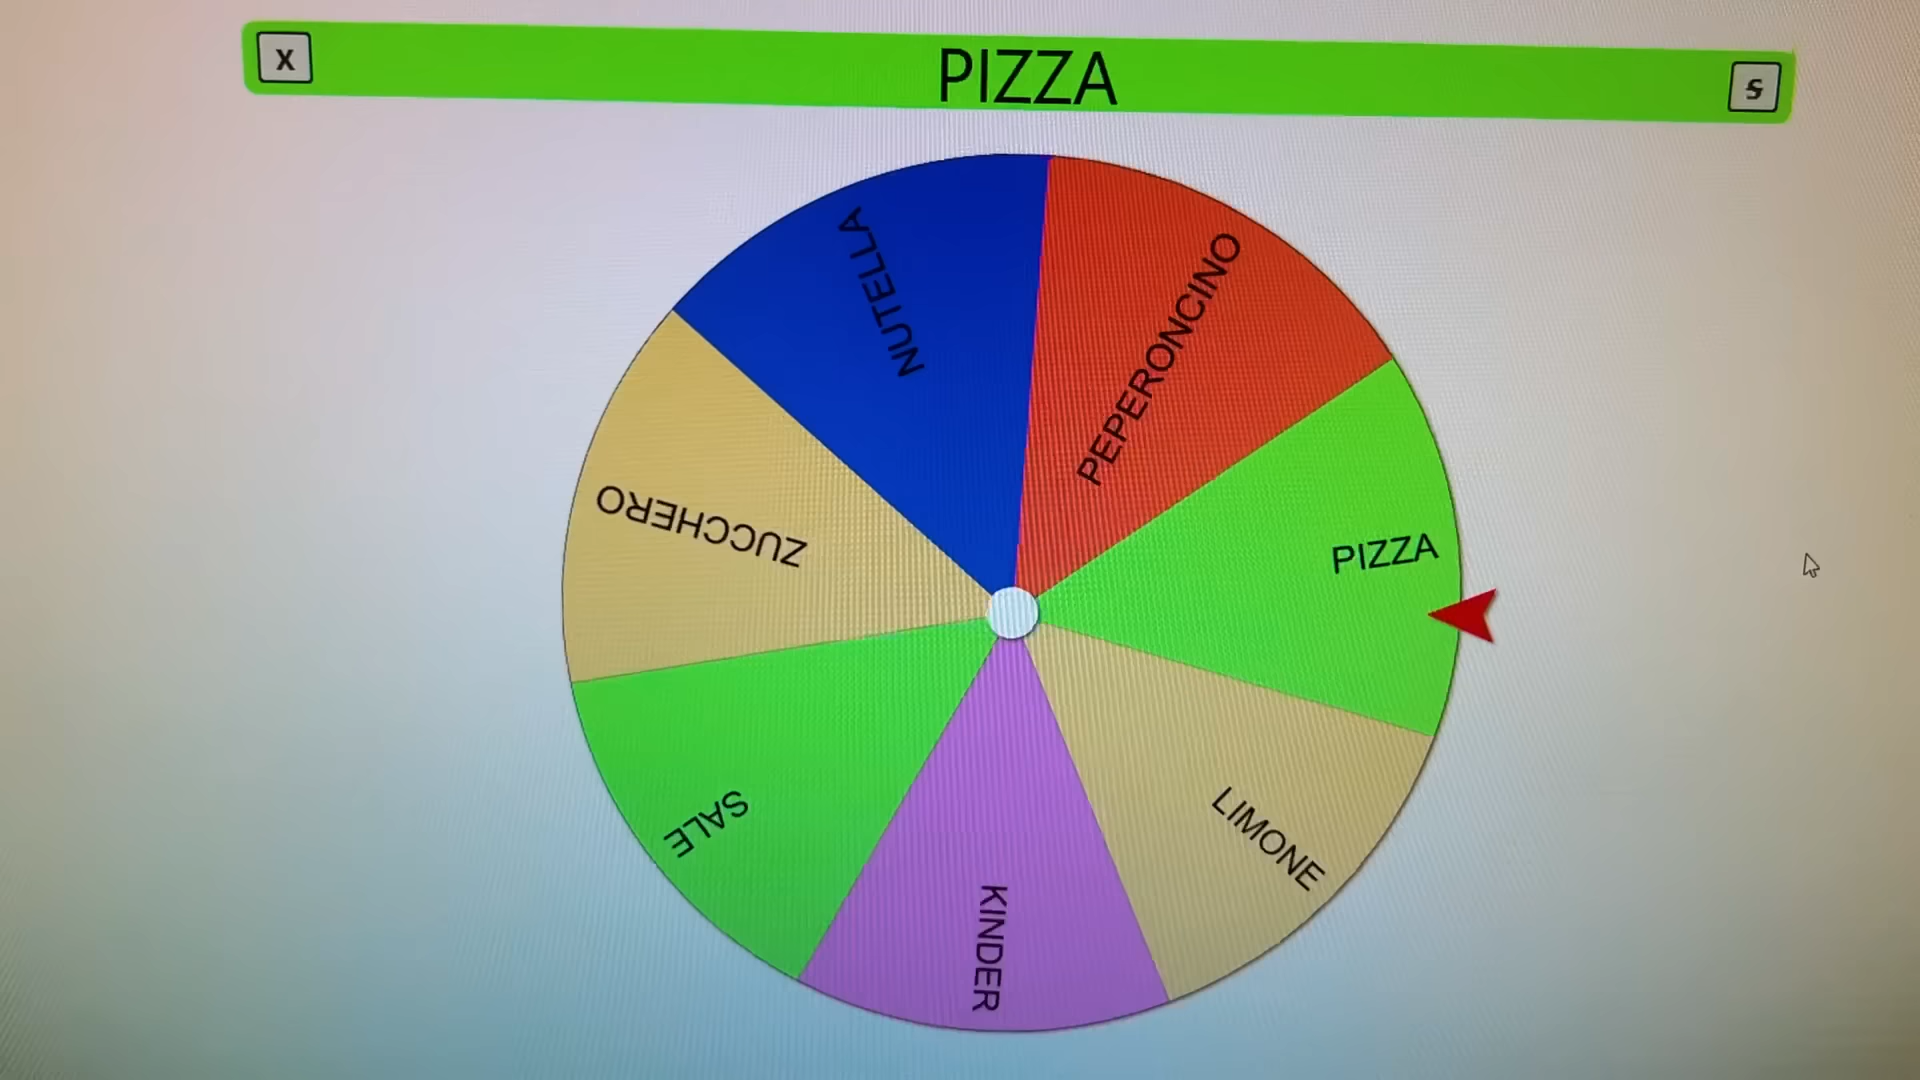 X
PIZZA
S
NUTELLA
PEPERONCINO
PIZZA
ZUCCHERO
SALE
KINDER
LIMONE